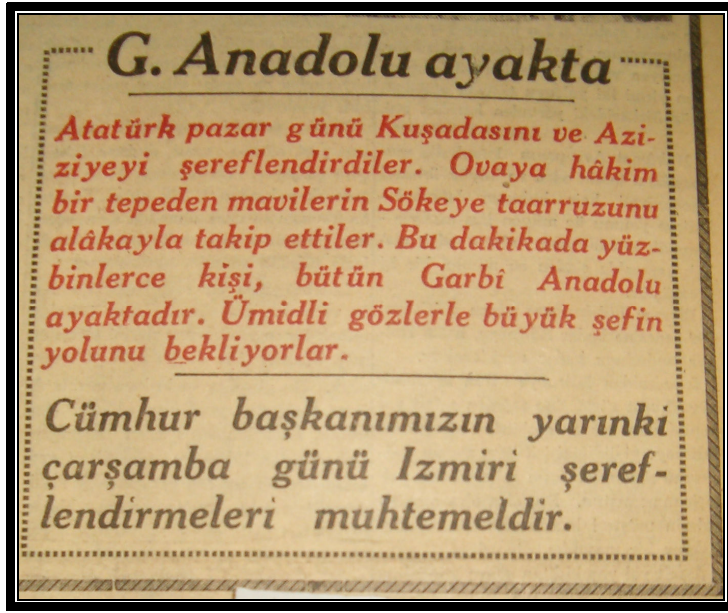 G. Anadolu ayakta
Atatürk pazar günü Kuşadasını ve Azi-
ziyeyi şereflendirdiler. Ovaya hâkim
bir tepeden mavilerin Sökeye taarruzunu
alâkayla takip ettiler. Bu dakikada yüz-
binlerce kişi, bütün Garbî Anadolu
ayaktadır. Ümidli gözlerle büyük şefin
yolunu bekliyorlar.
Cümhur başkanımızın yarınki
çarşamba günü Izmiri şeref-
lendirmeleri muhtemeldir.